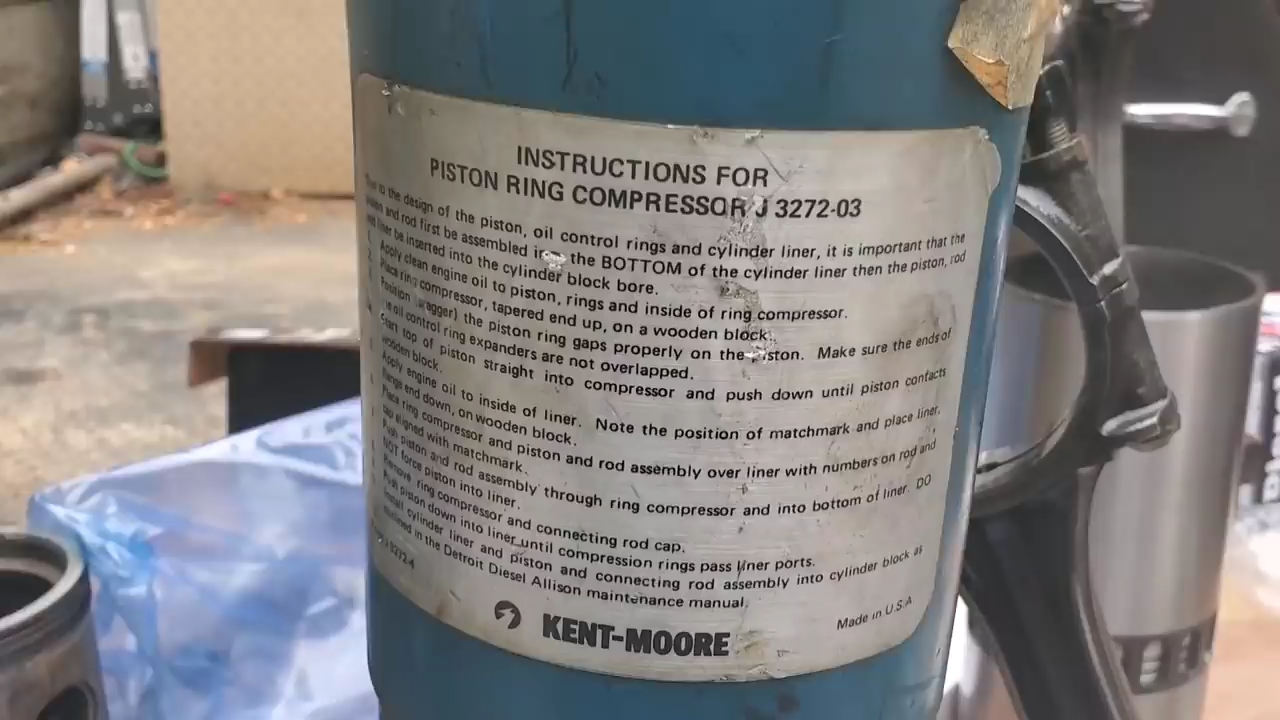 INSTRUCTIONS FOR
PISTON RING COMPRESSOR J 3272-03
to the design of the piston, oil control rings and cylinder liner, it is important that the
and rod first be assembled the BOTTOM of the cylinder liner then the piston, rod
liner be inserted into the cylinder block bore.
Apply clean engine oil to piston, rings and inside of ring compressor.
Place ring compressor, tapered end up, on a wooden block.
Position the piston ring gaps properly on the Make sure the ends of
oil control ring expanders are not overlapped.
Start top of piston straight into compressor and push down until piston contacts
wooden block.
Apply engine oil to inside of liner. Note the position of matchmark and place liner,
end down, on wooden block.
Place ring compressor and piston and rod assembly over liner with numbers on rod and
cap aligned with matchmark.
Push piston and rod assembly through ring compressor and into bottom of liner. DO
NOT force piston into liner.
Remove ring compressor and connecting rod cap.
Push piston down into liner until compression rings pass liner ports.
Install cylinder liner and piston and connecting rod assembly into cylinder block as
outlined in the Detroit Diesel Allison maintenance manual.
KENT-MOORE
Made in U.S.A